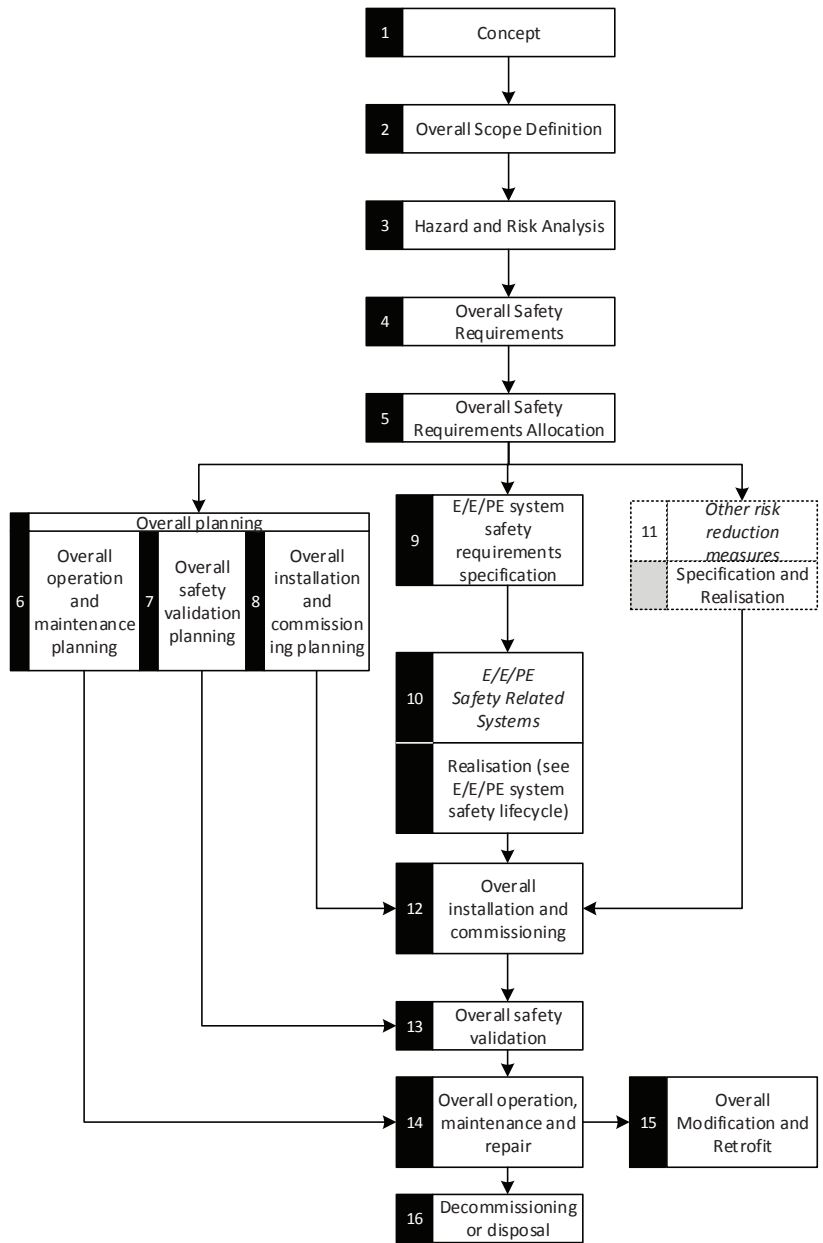 1
Concept
2
Overall Scope Definition
3
Hazard and Risk Analysis
4
Overall Safety
Requirements
5
Overall Safety
Requirements Allocation
Overall planning
6
Overall
operation
and
maintenance
planning
7
Overall
safety
validation
planning
8
Overall
installation
and
commission
ing planning
9
E/E/PE system
safety
requirements
specification
11
Other risk
reduction
measures
Specification and
Realisation
10
E/E/PE
Safety Related
Systems
Realisation (see
E/E/PE system
safety lifecycle)
12
Overall
installation and
commissioning
13
Overall safety
validation
14
Overall operation,
maintenance and
repair
15
Overall
Modification and
Retrofit
16
Decommissioning
or disposal